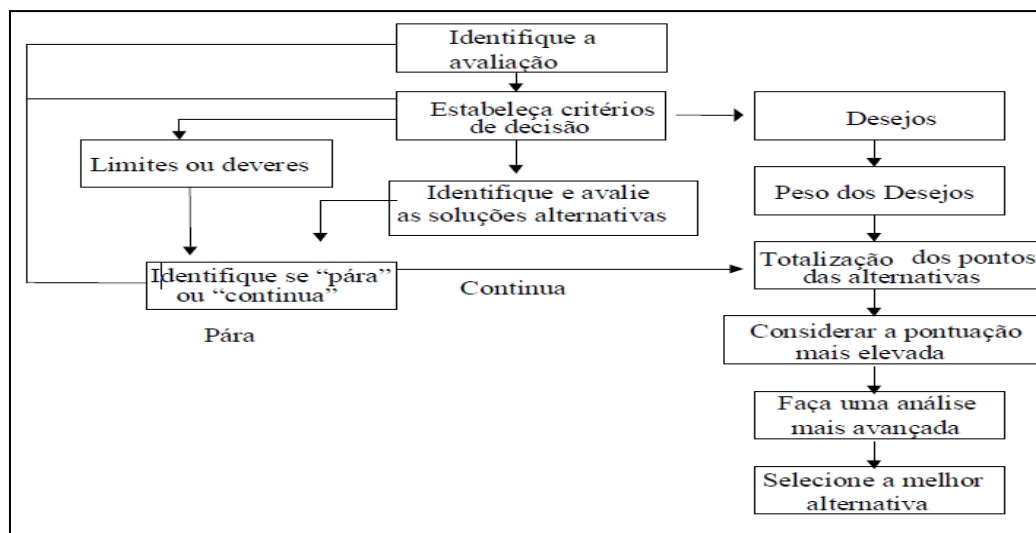 Identifique a
avaliação
Estabeleça critérios
de decisão
Desejos
Limites ou deveres
Identifique e avalie
as soluções alternativas
Peso dos Desejos
Identifique se “pára”
ou “continua”
Continua
Pára
Totalização dos pontos
das alternativas
Considerar a pontuação
mais elevada
Faça uma análise
mais avançada
Selecione a melhor
alternativa